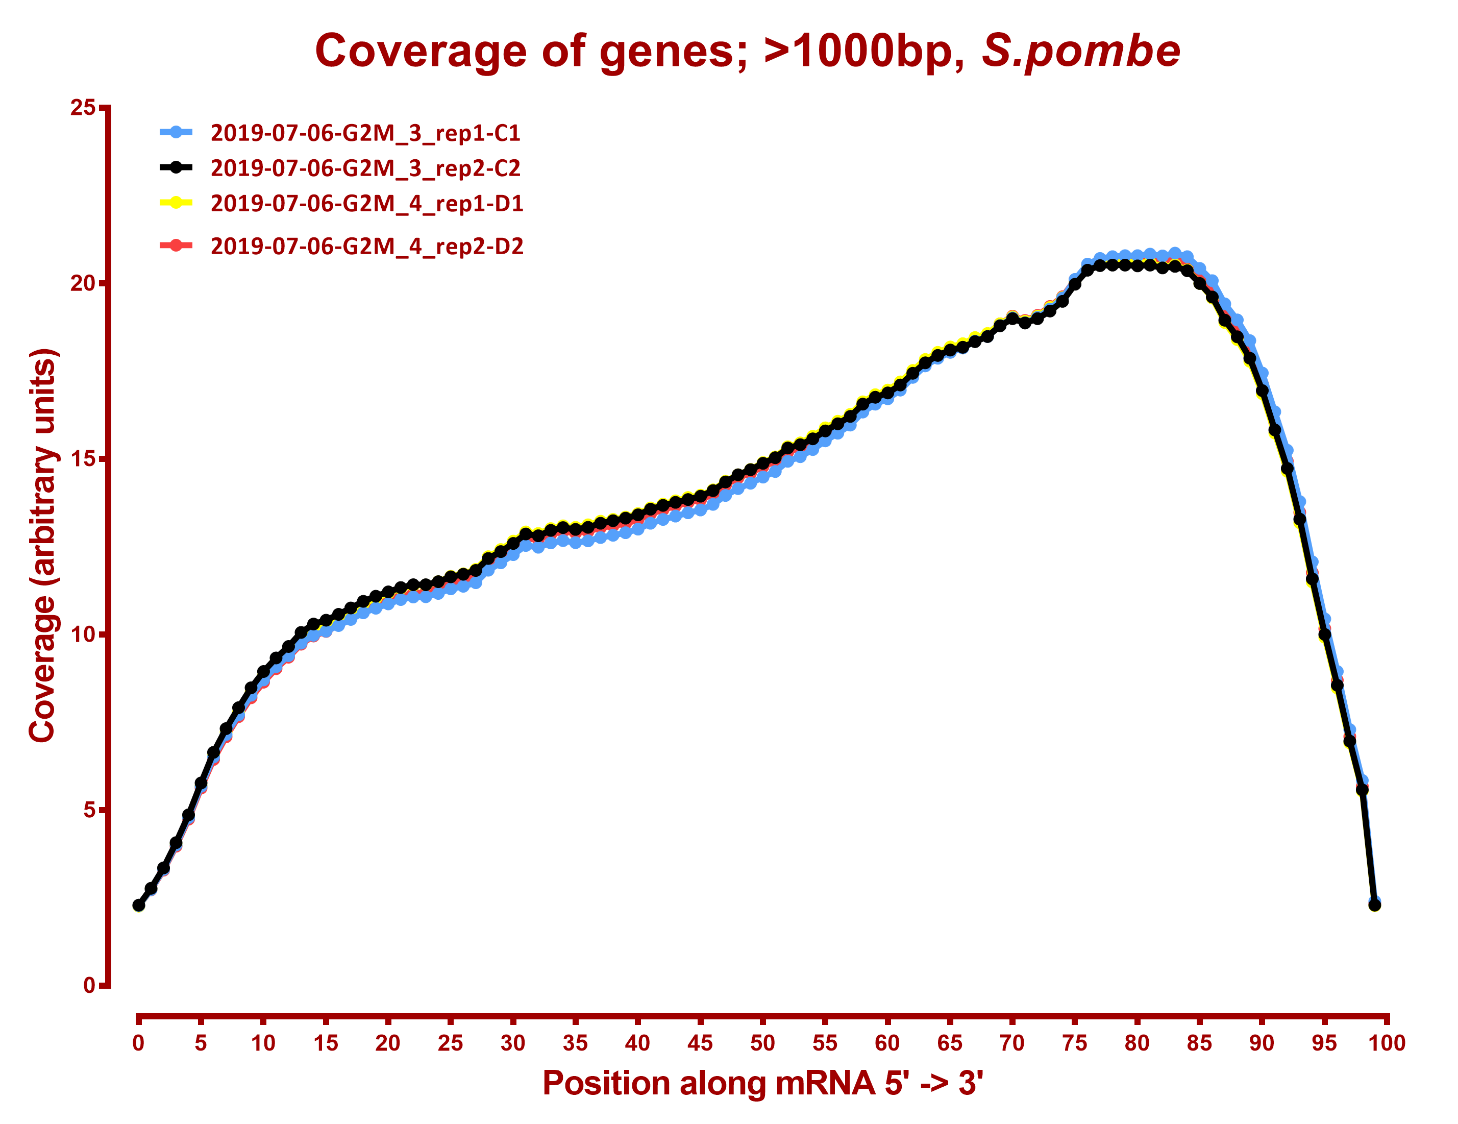 Coverage of genes; >1000bp, S.pombe
25
20
15
10
5
0
Coverage (arbitrary units)
2019-07-06-G2M_3_rep1-C1
2019-07-06-G2M_3_rep2-C2
2019-07-06-G2M_4_rep1-D1
2019-07-06-G2M_4_rep2-D2
0 5 10 15 20 25 30 35 40 45 50 55 60 65 70 75 80 85 90 95 100
Position along mRNA 5' -> 3'